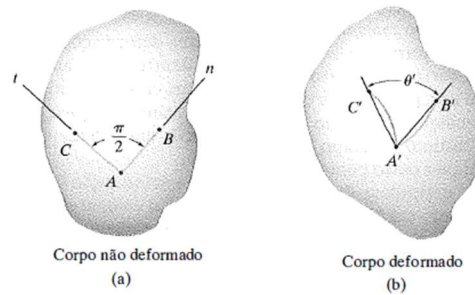 t
n
C
π/2
B
A
Corpo não deformado
(a)
θ'
C'
B'
A'
Corpo deformado
(b)